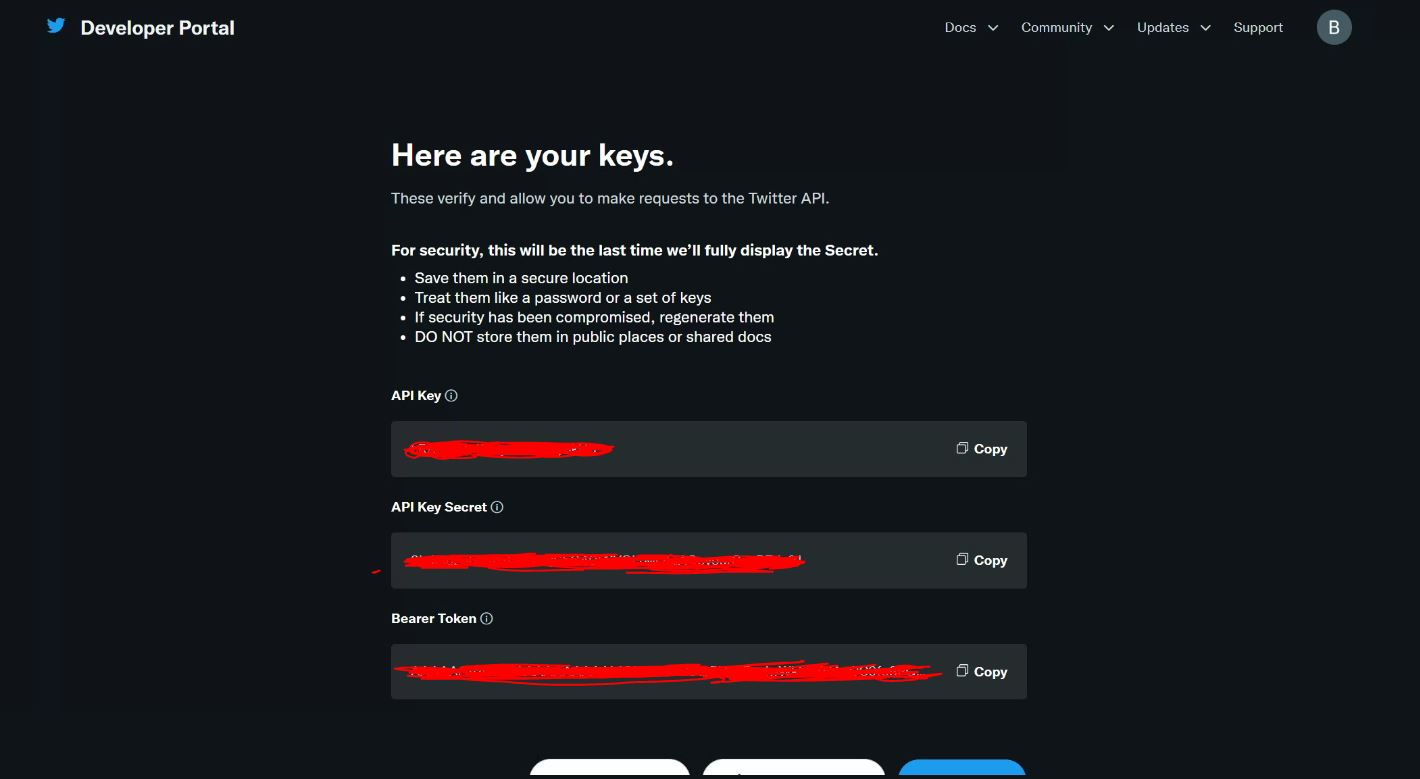 Developer Portal
Docs Community Updates Support B
Here are your keys.
These verify and allow you to make requests to the Twitter API.
For security, this will be the last time we’ll fully display the Secret.
• Save them in a secure location
• Treat them like a password or a set of keys
• If security has been compromised, regenerate them
• DO NOT store them in public places or shared docs
API Key
Copy
API Key Secret
Copy
Bearer Token
Copy